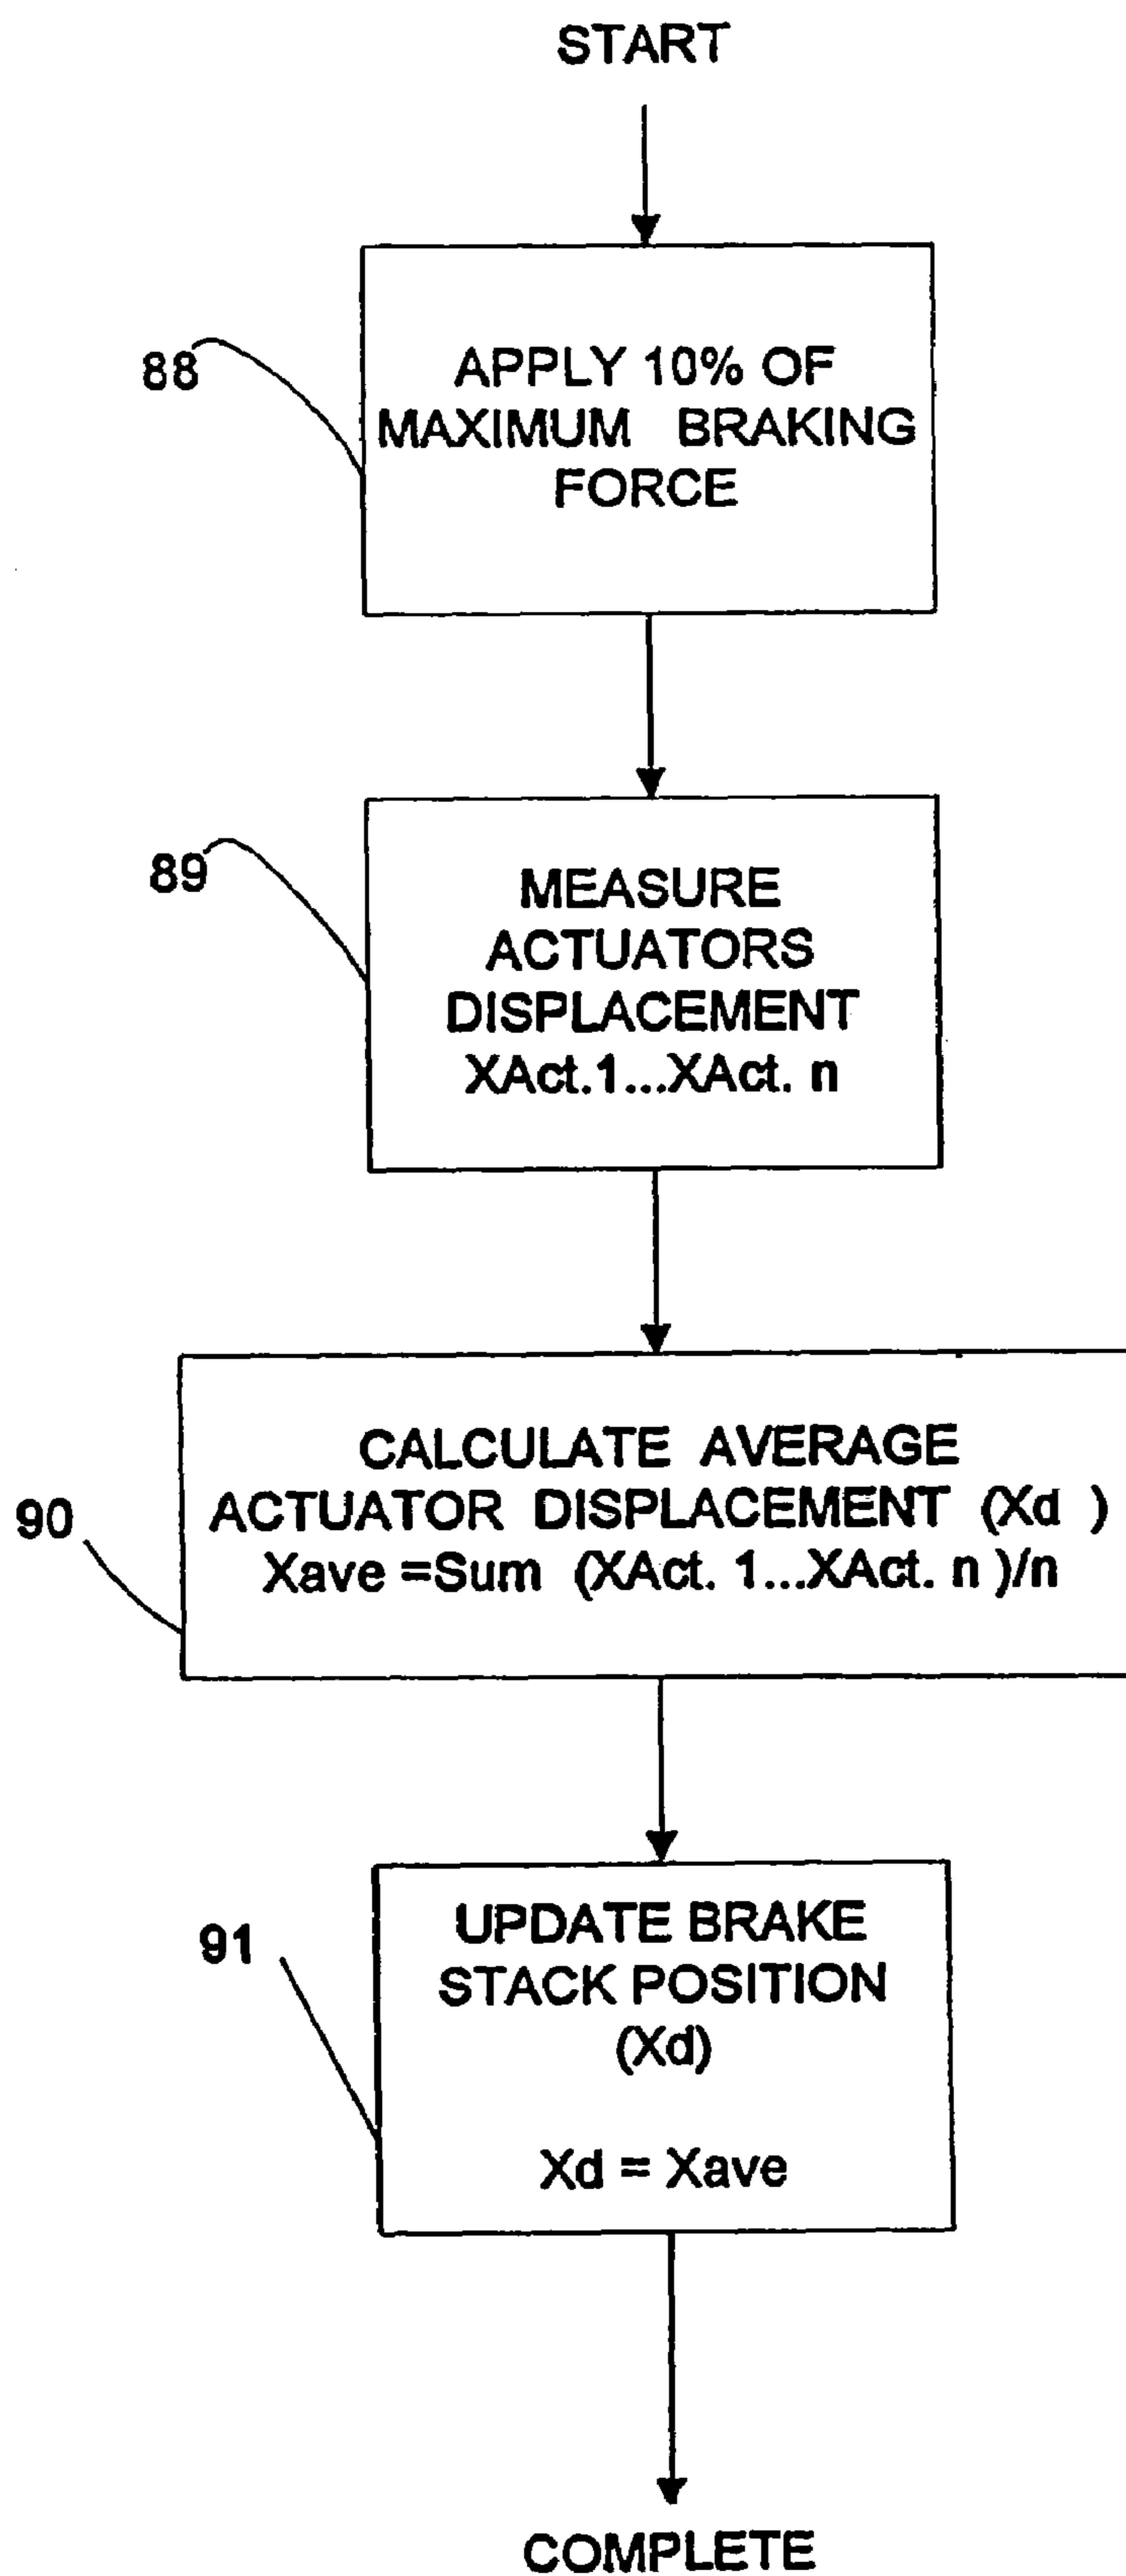 START
88
APPLY 10% OF
MAXIMUM BRAKING
FORCE
89
MEASURE
ACTUATORS
DISPLACEMENT
XAct.1...XAct. n
90
CALCULATE AVERAGE
ACTUATOR DISPLACEMENT (Xd )
Xave =Sum (XAct. 1...XAct. n )/n
91
UPDATE BRAKE
STACK POSITION
(Xd)
Xd = Xave
COMPLETE